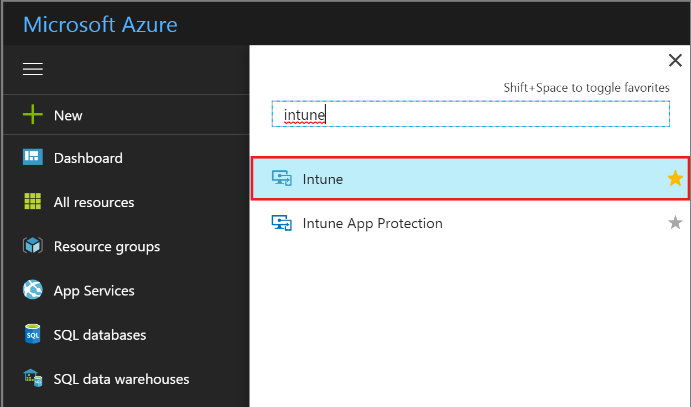 Microsoft Azure
Shift+Space to toggle favorites
intune
New
Dashboard
Intune
All resources
Intune App Protection
Resource groups
App Services
SQL databases
SQL
SQL data warehouses